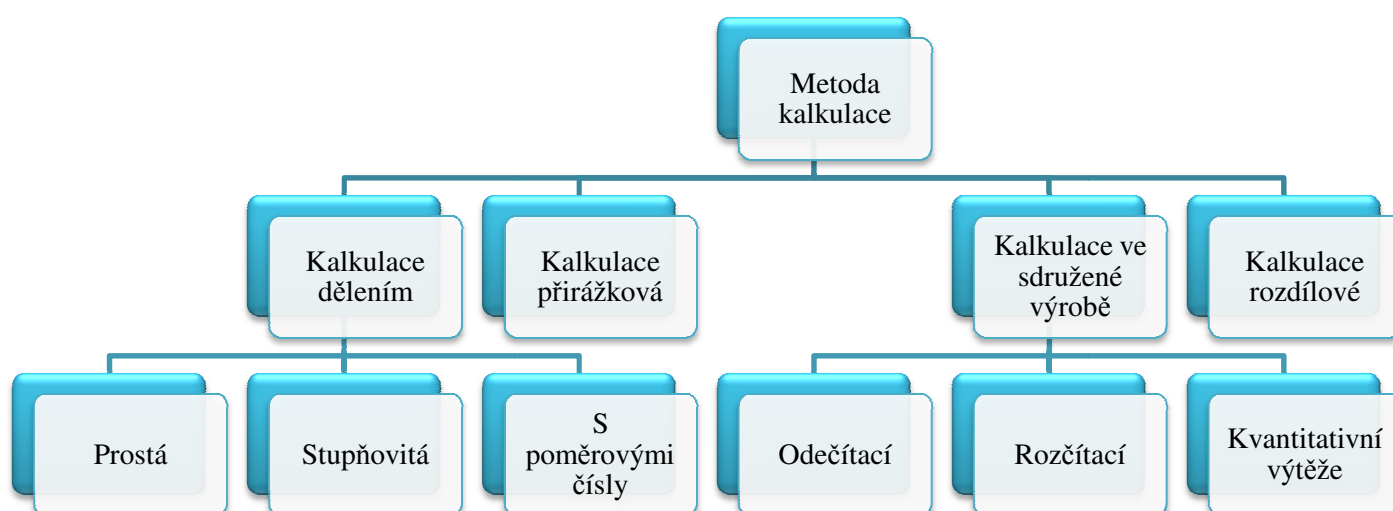 Metoda
kalkulace
Kalkulace
dělením
Kalkulace
přirážková
Kalkulace ve
sdružené
výrobě
Kalkulace
rozdílové
Prostá
Stupňovitá
S
poměrovými
čísly
Odečítací
Rozčítací
Kvantitativní
výtěže